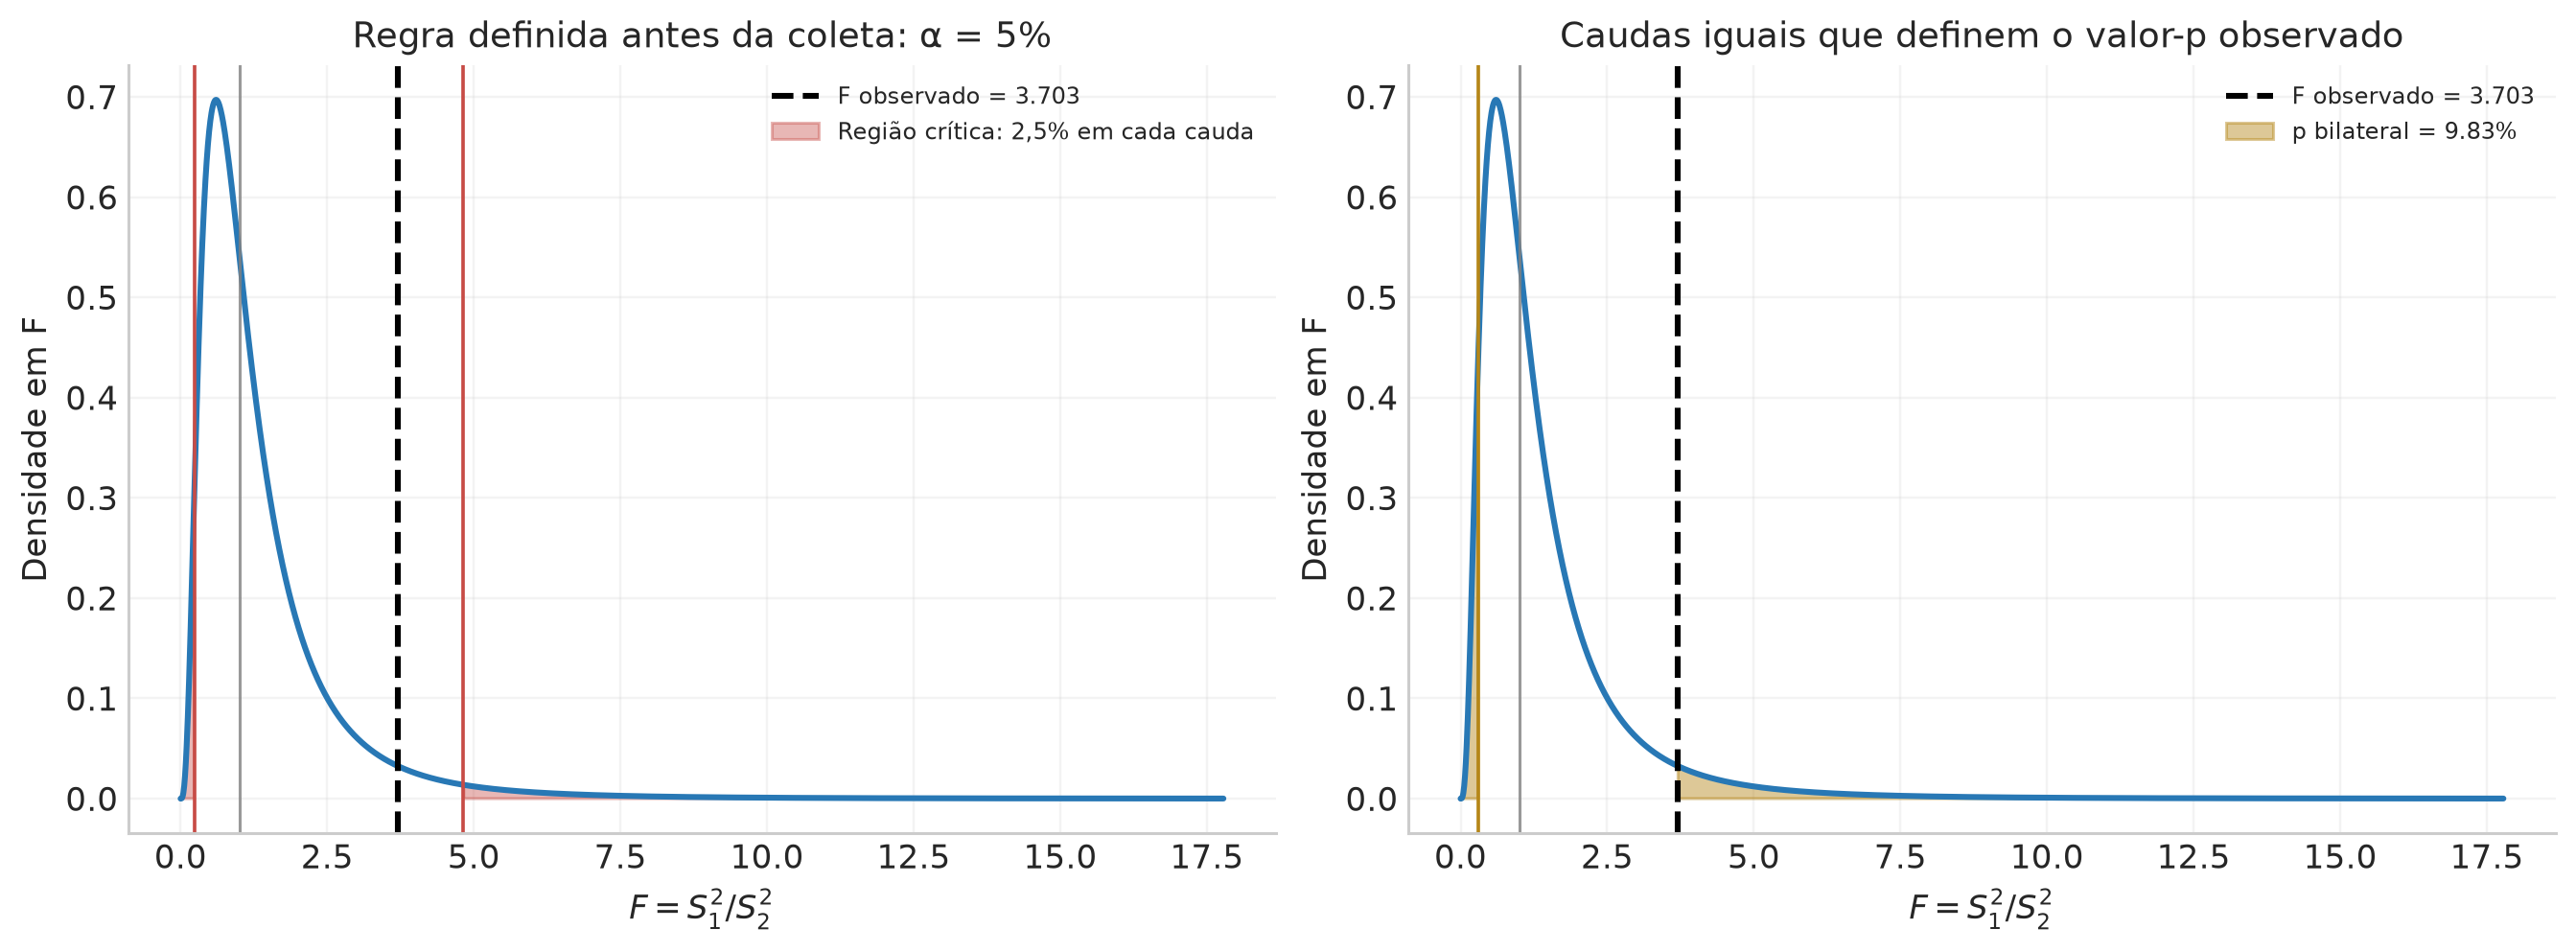 Regra definida antes da coleta: α = 5%
F observado = 3.703
Região crítica: 2,5% em cada cauda
Densidade em F
0.7
0.6
0.5
0.4
0.3
0.2
0.1
0.0
0.0 2.5 5.0 7.5 10.0 12.5 15.0 17.5
F = S₁²/S₂²
Caudas iguais que definem o valor-p observado
F observado = 3.703
p bilateral = 9.83%
Densidade em F
0.7
0.6
0.5
0.4
0.3
0.2
0.1
0.0
0.0 2.5 5.0 7.5 10.0 12.5 15.0 17.5
F = S₁²/S₂²